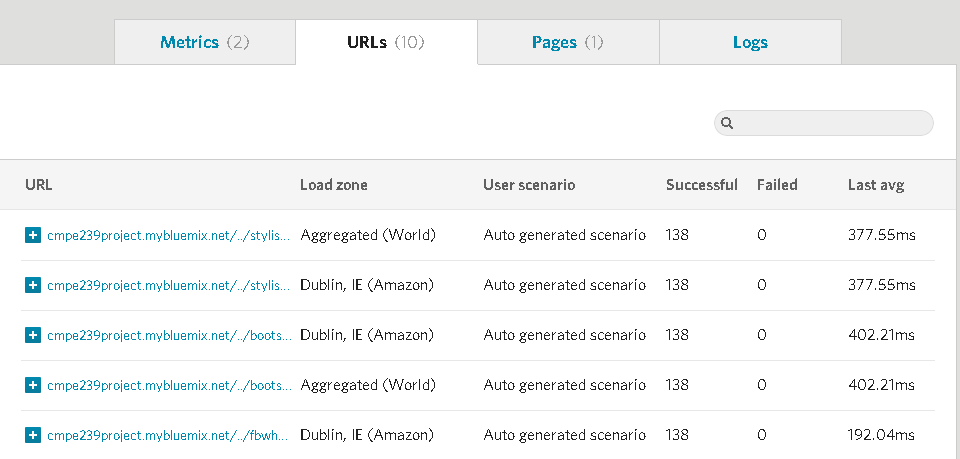 Metrics (2) URLs (10) Pages (1) Logs
URL Load zone User scenario Successful Failed Last avg
cmpe239project.mybluemix.net/../stylis... Aggregated (World) Auto generated scenario 138 0 377.55ms
cmpe239project.mybluemix.net/../stylis... Dublin, IE (Amazon) Auto generated scenario 138 0 377.55ms
cmpe239project.mybluemix.net/../boots... Dublin, IE (Amazon) Auto generated scenario 138 0 402.21ms
cmpe239project.mybluemix.net/../boots... Aggregated (World) Auto generated scenario 138 0 402.21ms
cmpe239project.mybluemix.net/../fbwh... Dublin, IE (Amazon) Auto generated scenario 138 0 192.04ms